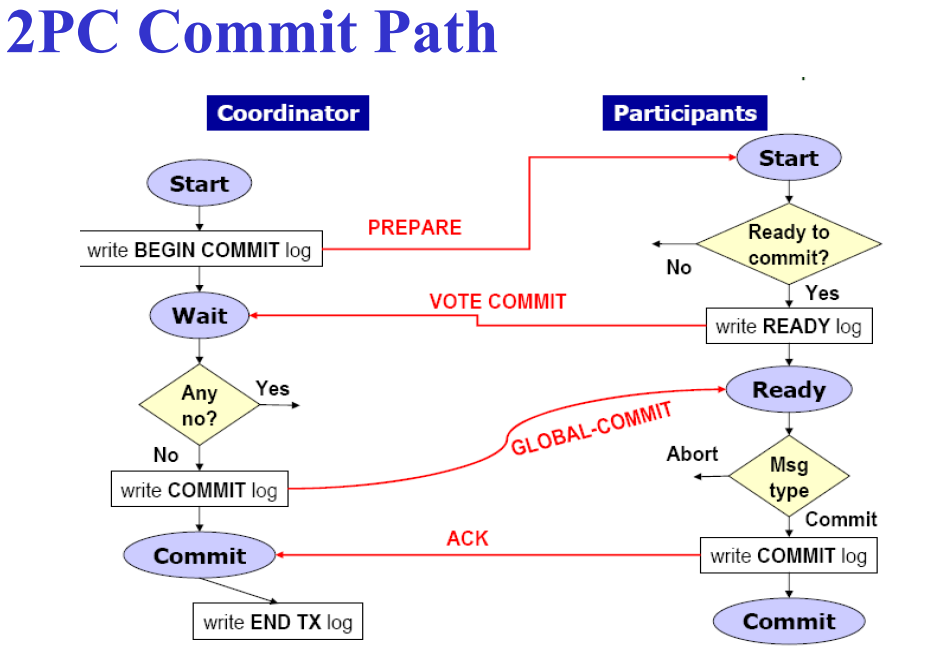 2PC Commit Path
Coordinator
Participants
Start
Start
PREPARE
write BEGIN COMMIT log
Ready to
commit?
No
Yes
VOTE COMMIT
Wait
write READY log
Any
no?
Yes
Ready
GLOBAL-COMMIT
No
Abort
Msg
type
write COMMIT log
Commit
ACK
Commit
write COMMIT log
write END TX log
Commit